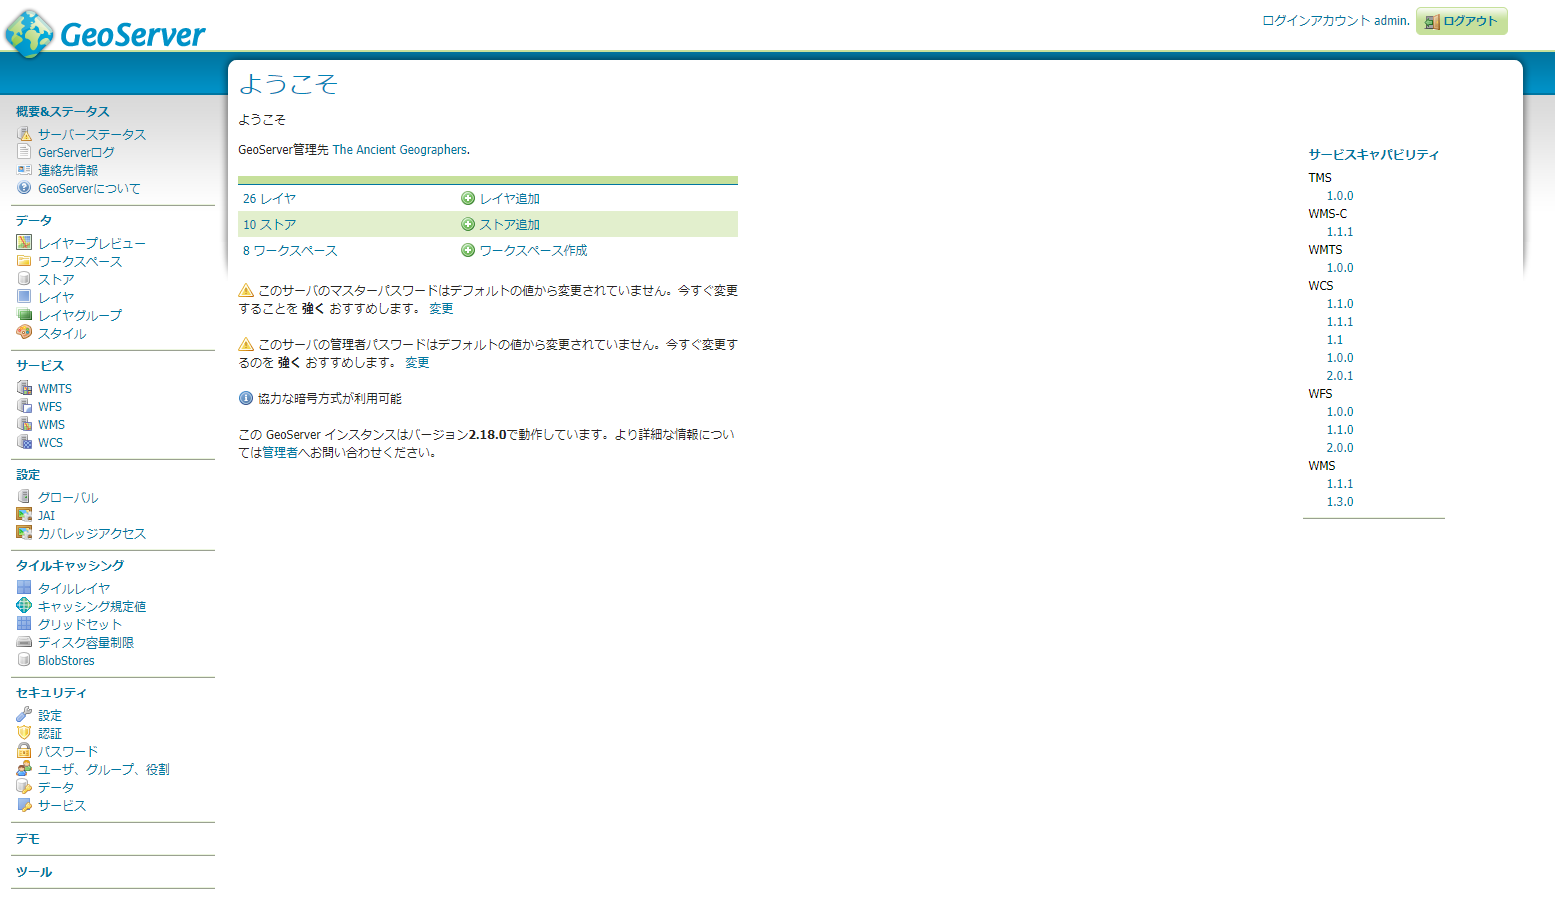 GeoServer
ログインアカウント admin.
ログアウト
概要&ステータス
サーバーステータス
GerServerログ
連絡先情報
GeoServerについて
データ
レイヤープレビュー
ワークスペース
ストア
レイヤ
レイヤグループ
スタイル
サービス
WMTS
WFS
WMS
WCS
設定
グローバル
JAI
カバレッジアクセス
タイルキャッシング
タイルレイヤ
キャッシング規定値
グリッドセット
ディスク容量制限
BlobStores
セキュリティ
設定
認証
パスワード
ユーザ、グループ、役割
データ
サービス
デモ
ツール
ようこそ
ようこそ
GeoServer管理先 The Ancient Geographers.
26 レイヤ レイヤ追加
10 ストア ストア追加
8 ワークスペース ワークスペース作成
このサーバのマスターパスワードはデフォルトの値から変更されていません。今すぐ変更
することを 強く おすすめします。 変更
このサーバの管理者パスワードはデフォルトの値から変更されていません。今すぐ変更す
るのを 強く おすすめします。 変更
協力な暗号方式が利用可能
この GeoServer インスタンスはバージョン2.18.0で動作しています。より詳細な情報につい
ては管理者へお問い合わせください。
サービスキャパビリティ
TMS
1.0.0
WMS-C
1.1.1
WMTS
1.0.0
WCS
1.1.0
1.1.1
1.1
1.0.0
2.0.1
WFS
1.0.0
1.1.0
2.0.0
WMS
1.1.1
1.3.0